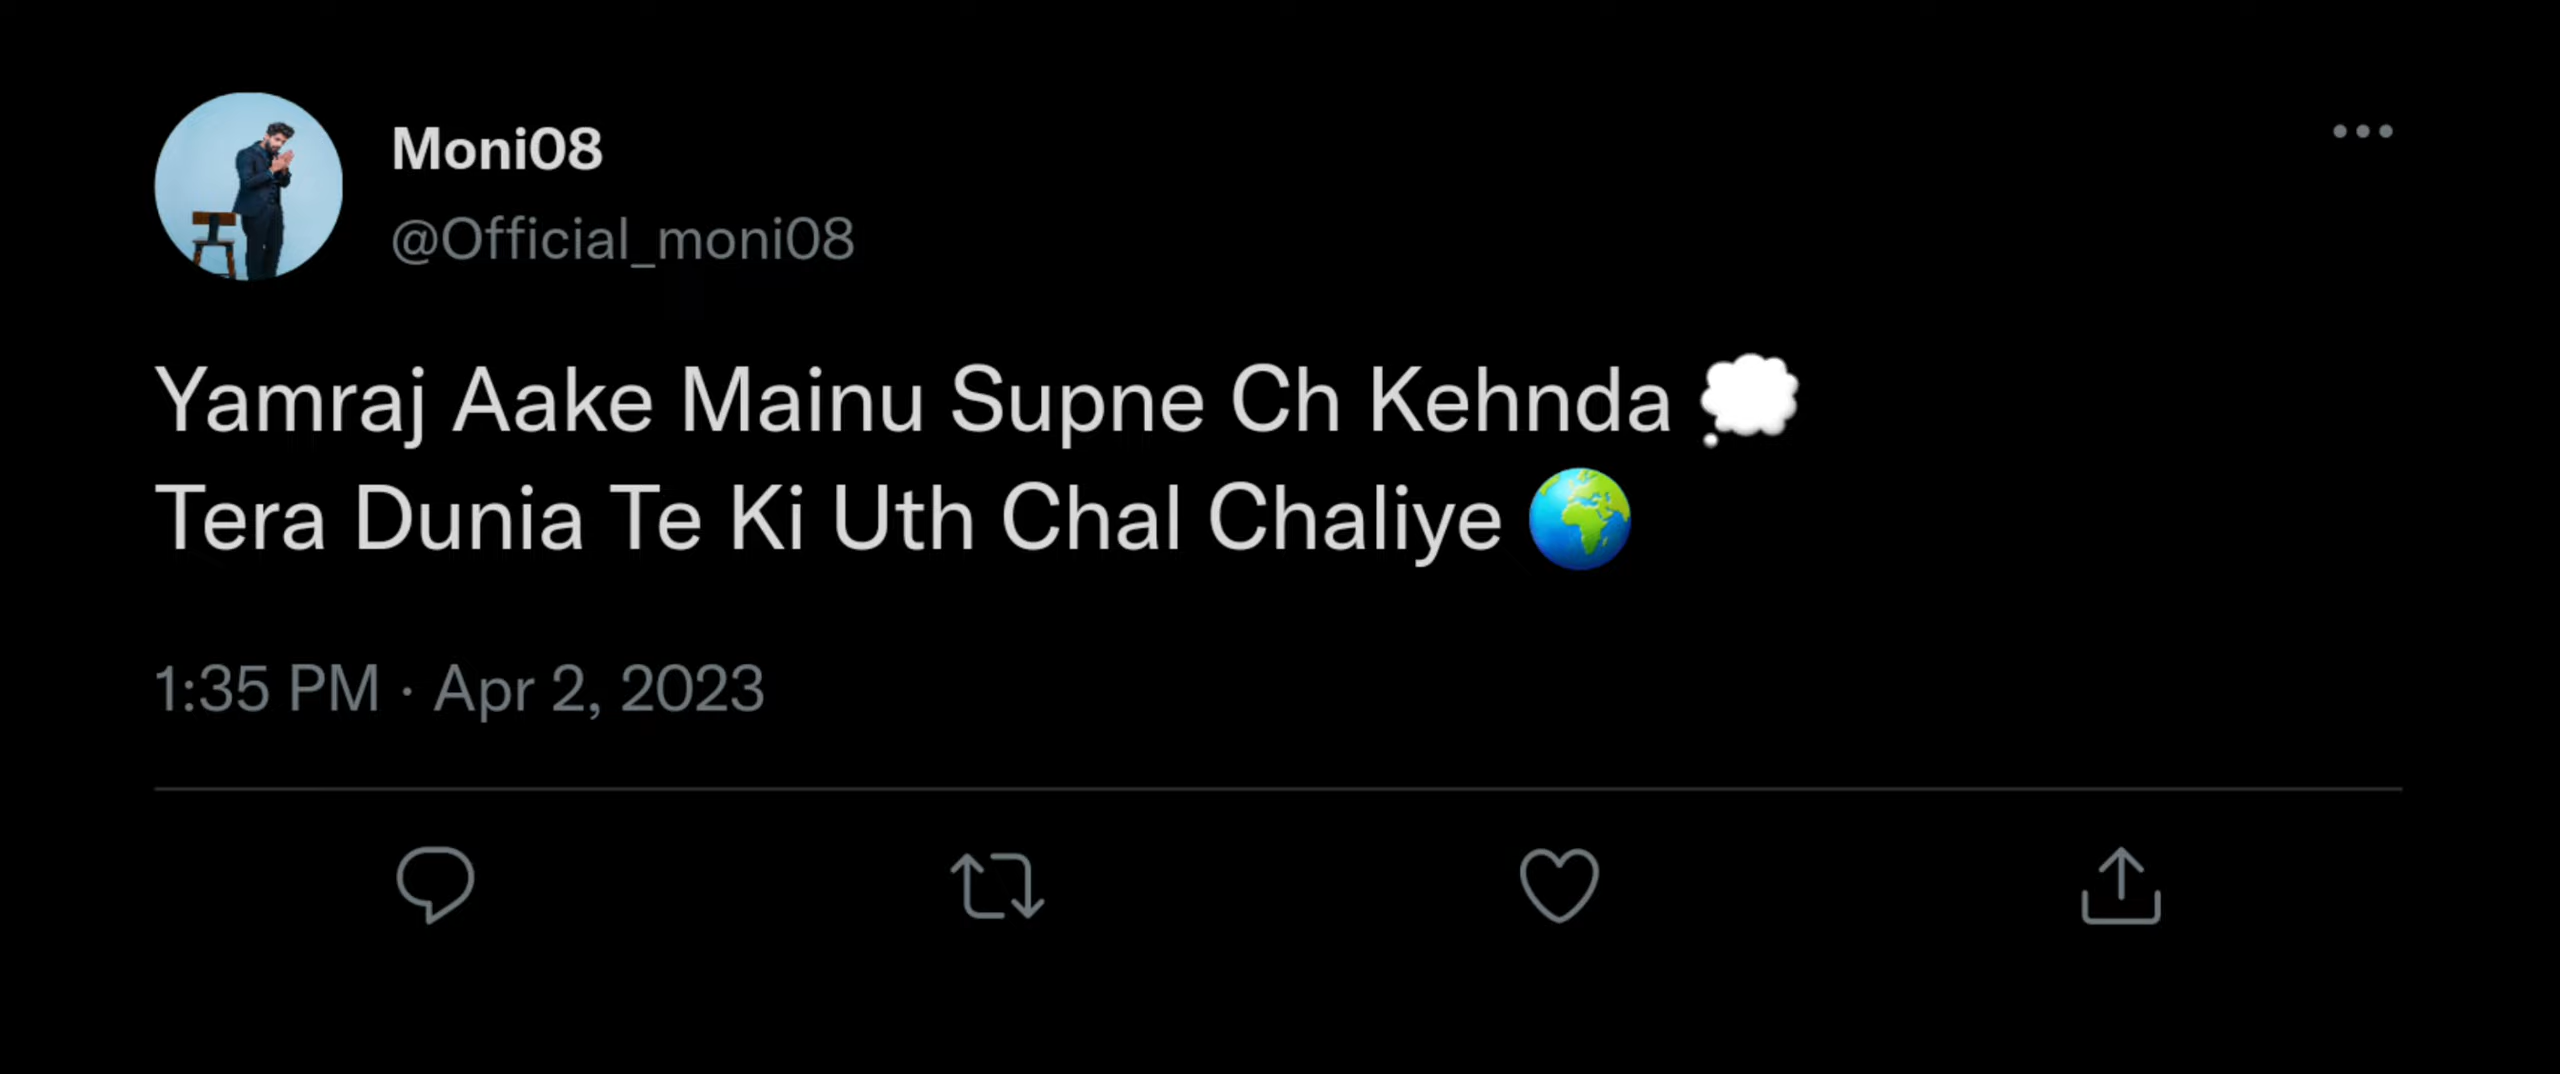 Moni08
@Official_moni08
Yamraj Aake Mainu Supne Ch Kehnda 💭
Tera Dunia Te Ki Uth Chal Chaliye 🌍
1:35 PM · Apr 2, 2023